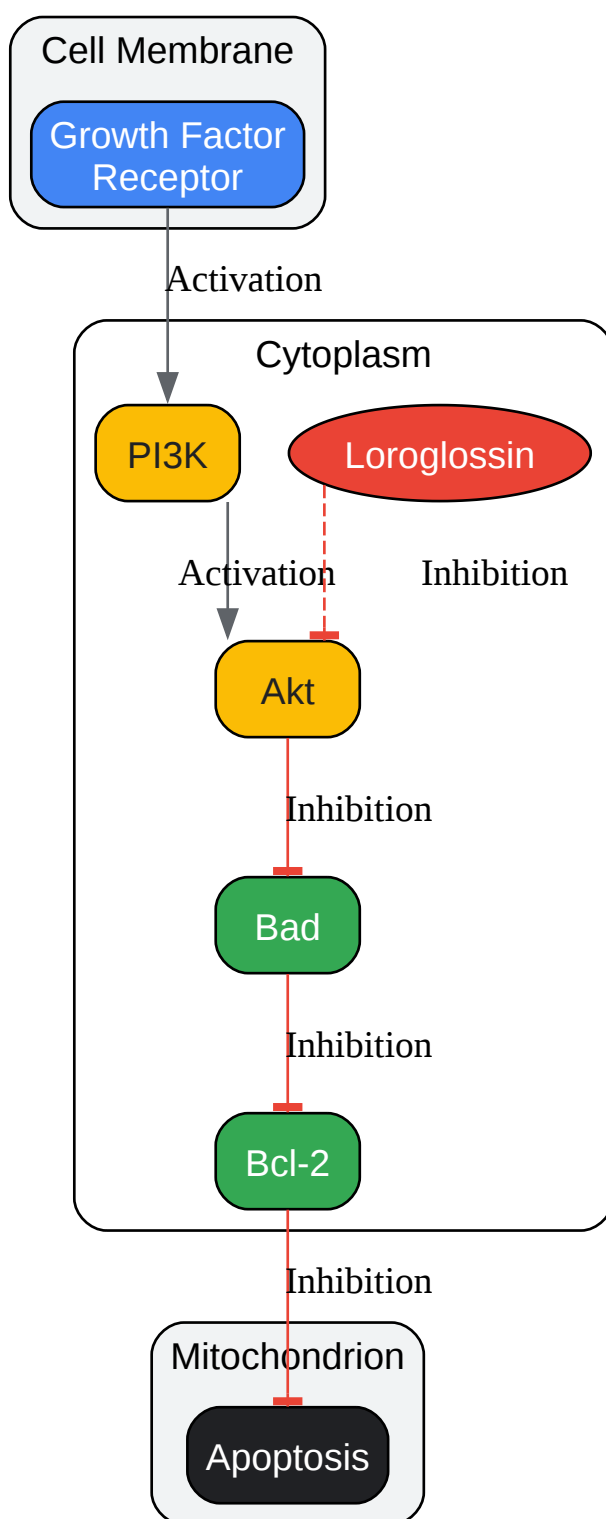 Cell Membrane
Growth Factor
Receptor
Activation
Cytoplasm
PI3K
Loroglossin
Activation
Inhibition
Akt
Inhibition
Bad
Inhibition
Bcl-2
Inhibition
Mitochondrion
Apoptosis